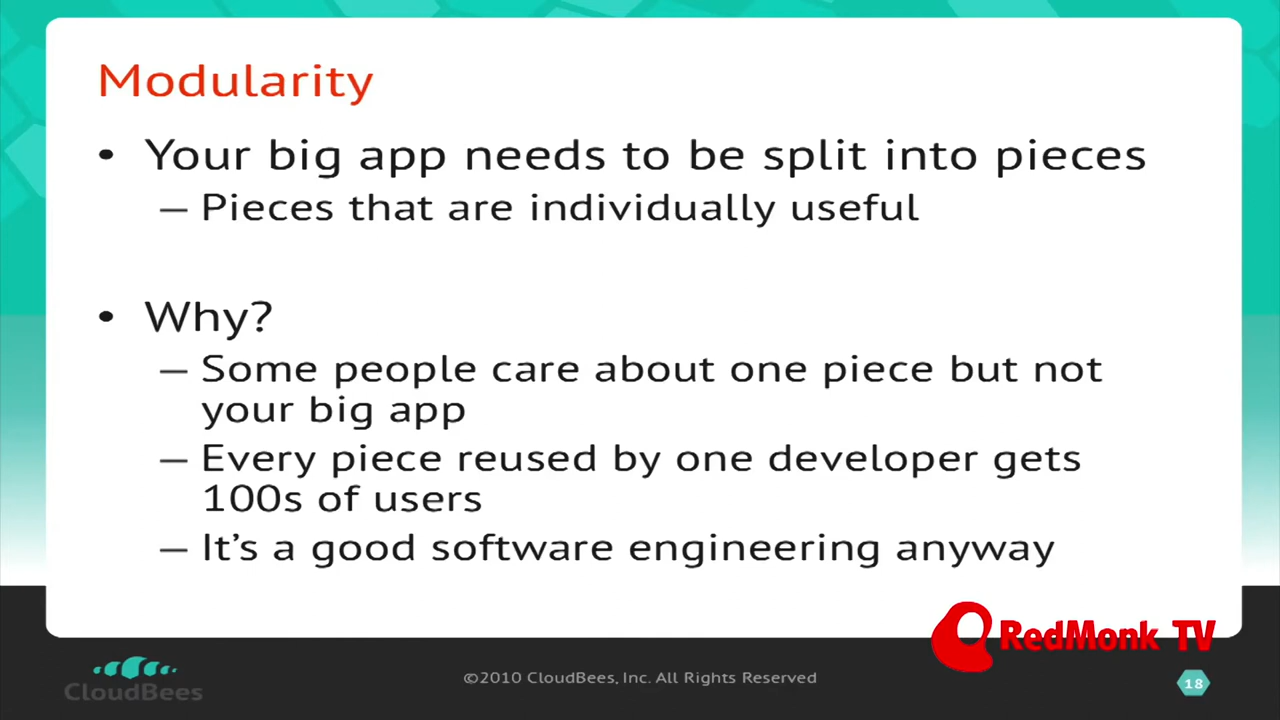 Modularity
• Your big app needs to be split into pieces
– Pieces that are individually useful
• Why?
– Some people care about one piece but not
your big app
– Every piece reused by one developer gets
100s of users
– It’s a good software engineering anyway
RedMonk TV
CloudBees
©2010 CloudBees, Inc. All Rights Reserved
18